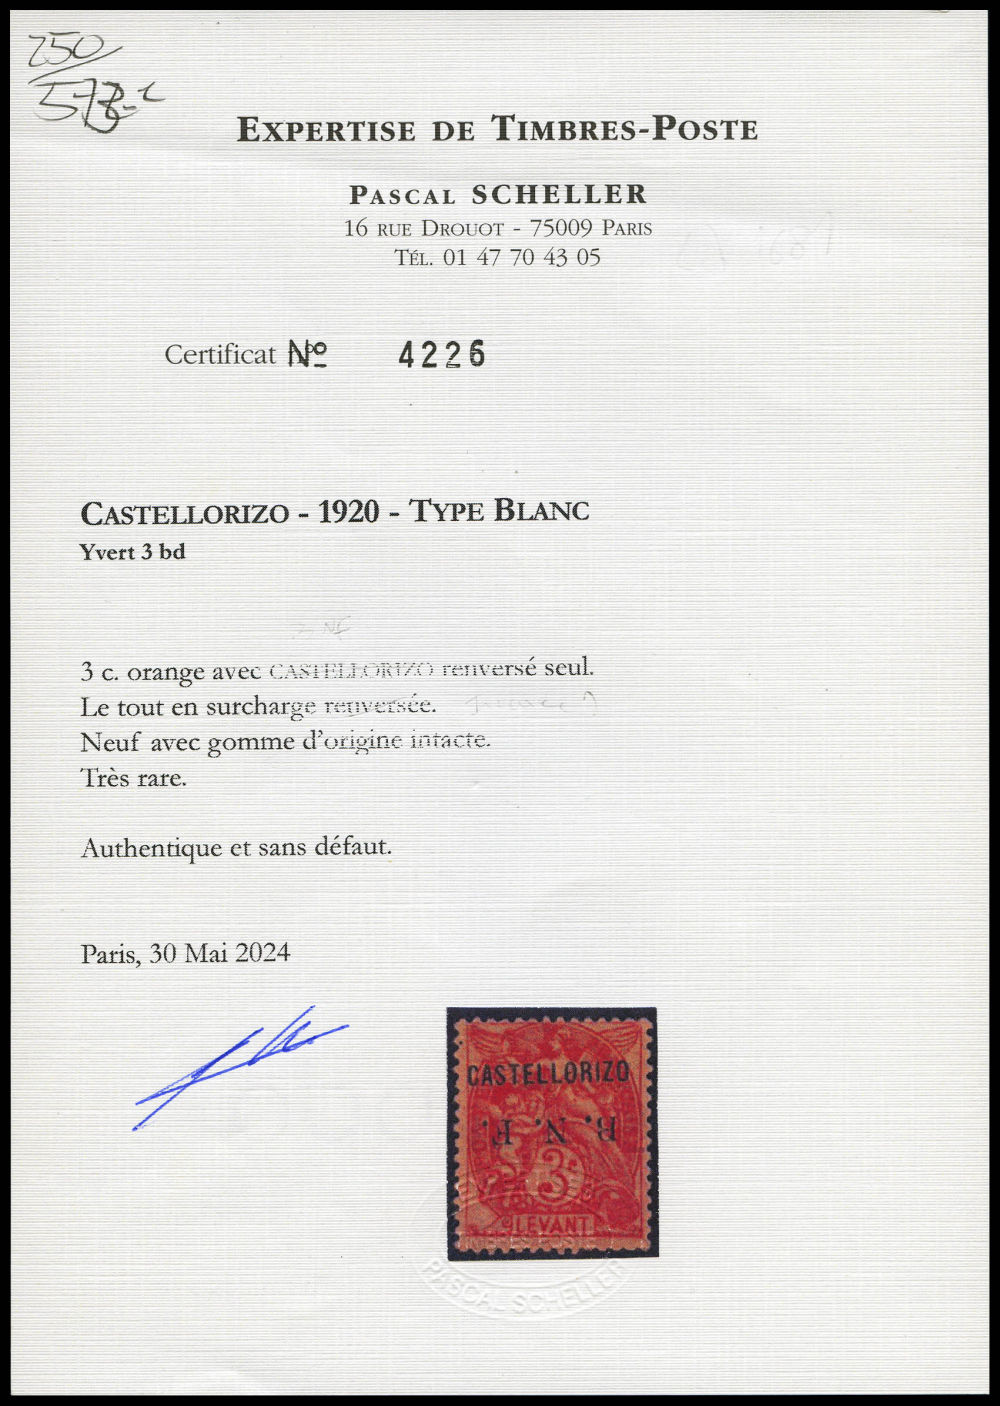 250
EXPERTISE DE TIMBRES-POSTE
PASCAL SCHELLER
16 RUE DROUOT - 75009 PARIS
TÉL. 01 47 70 43 05
Certificat Nº 4226
CASTELLORIZO - 1920 - TYPE BLANC
Yvert 3 bd
3 c. orange avec CASTELLORIZO renversé seul.
Le tout en surcharge renversée.
Neuf avec gomme d'origine intacte.
Très rare.
Authentique et sans défaut.
Paris, 30 Mai 2024
CASTELLORIZO
B. N. F.
3
LEVANT
PASCAL SCHELLER